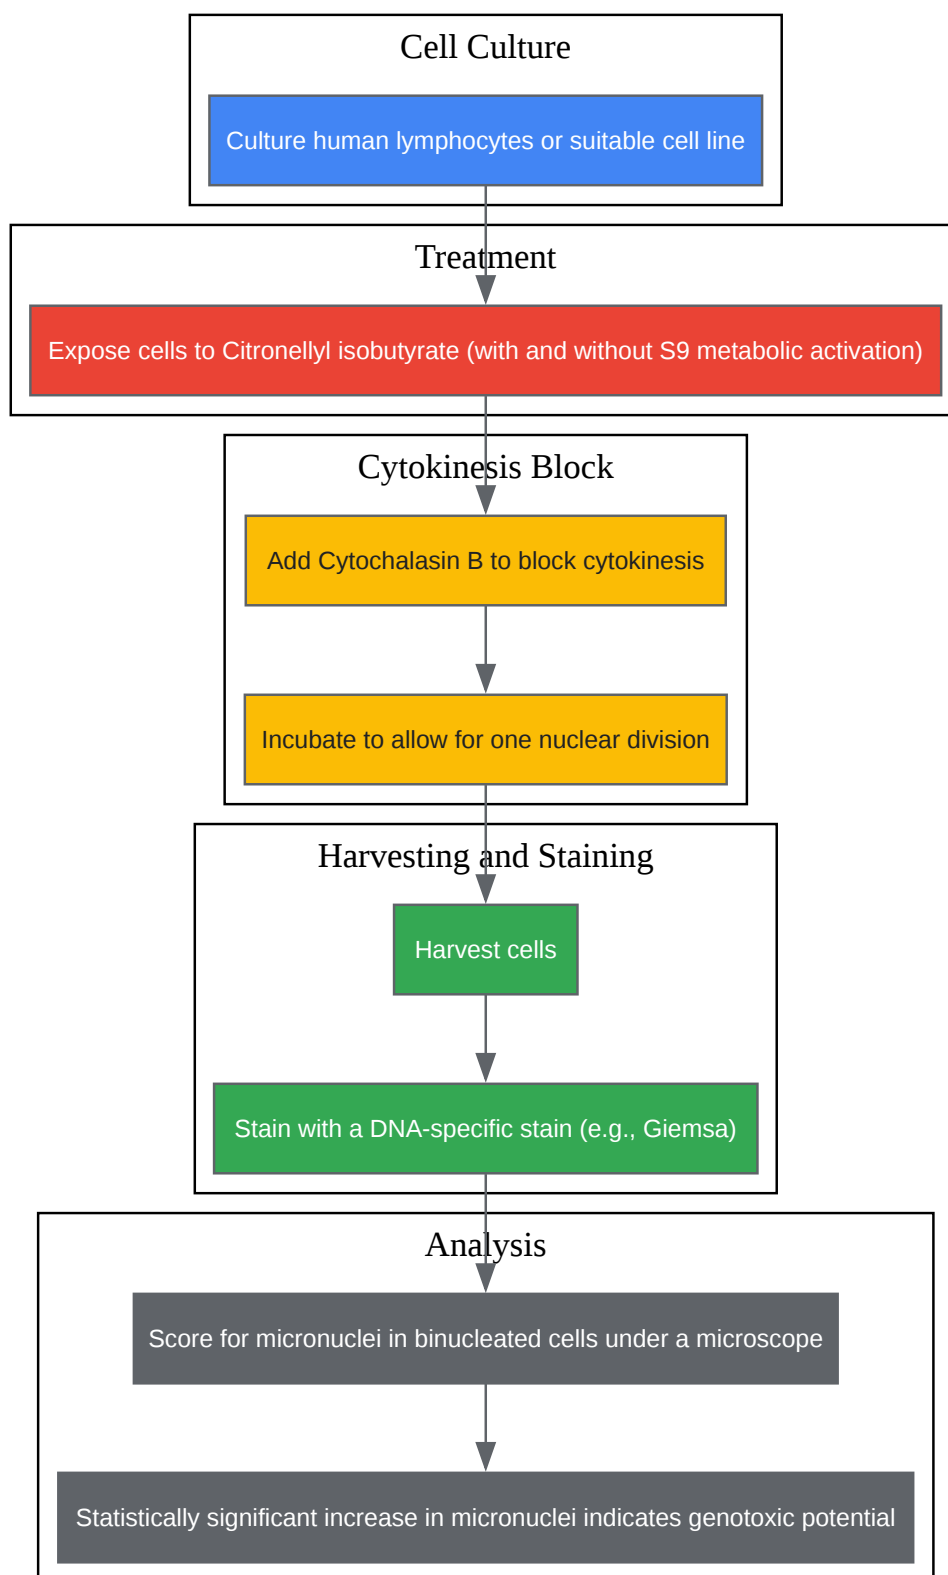 Cell Culture
Culture human lymphocytes or suitable cell line
Treatment
Expose cells to Citronellyl isobutyrate (with and without S9 metabolic activation)
Cytokinesis Block
Add Cytochalasin B to block cytokinesis
Incubate to allow for one nuclear division
Harvesting and Staining
Harvest cells
Stain with a DNA-specific stain (e.g., Giemsa)
Analysis
Score for micronuclei in binucleated cells under a microscope
Statistically significant increase in micronuclei indicates genotoxic potential